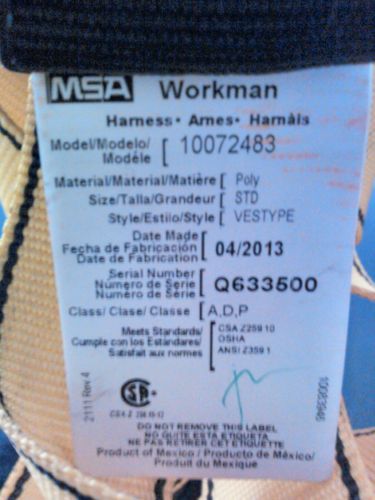 MSA Workman
Harness • Arnes • Harnais
Model/Modelo/
Modèle [ 10072483
Material/Material/Matière [ Poly
Size/Talla/Grandeur [ STD
Style/Estilo/Style [ VESTYPE
Date Made
Fecha de Fabricación
Date de Fabrication [ 04/2013
Serial Number
Número de Serie
Numéro de Série [ Q633500
Class/ Clase/ Classe [ A,D,P
Meets Standards/
Cumple con los Estándares/
Satisfait aux normes
CSA Z259.10
OSHA
ANSI Z359.1
2111 Rev.4
10083946
DO NOT REMOVE THIS LABEL
NO QUITE ESTA ETIQUETA
NE PAS RETIRER CET ETIQUETTE
Product of Mexico / Producto de México/
Produit du Mexique